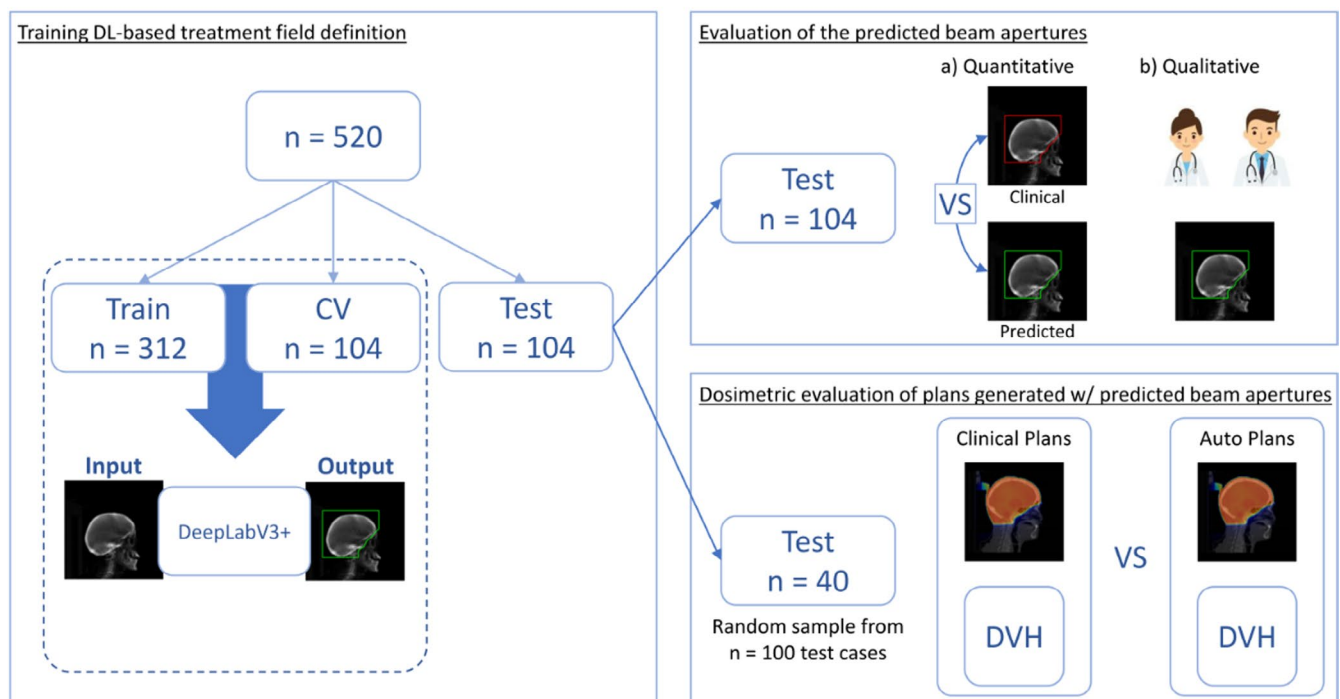 Training DL-based treatment field definition
n = 520
Train
n = 312
CV
n = 104
Test
n = 104
Input
Output
DeepLabV3+
Evaluation of the predicted beam apertures
a) Quantitative
b) Qualitative
Test
n = 104
VS
Clinical
Predicted
Dosimetric evaluation of plans generated w/ predicted beam apertures
Clinical Plans
Auto Plans
Test
n = 40
VS
Random sample from
n = 100 test cases
DVH
DVH